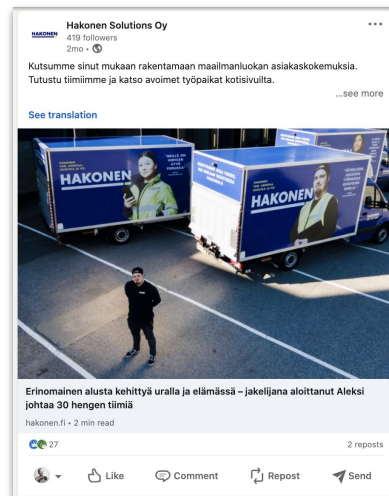 HAKONEN
Hakonen Solutions Oy
419 followers
2mo •
Kutsumme sinut mukaan rakentamaan maailmanluokan asiakaskokemuksia.
Tutustu tiimiimme ja katso avoimet työpaikat kotisivuilta.
...see more
See translation
HAKONEN
HAKONEN
Erinomainen alusta kehittyä uralla ja elämässä – jakelijana aloittanut Aleksi
johtaa 30 hengen tiimiä
hakonen.fi • 2 min read
27
2 reposts
Like
Comment
Repost
Send